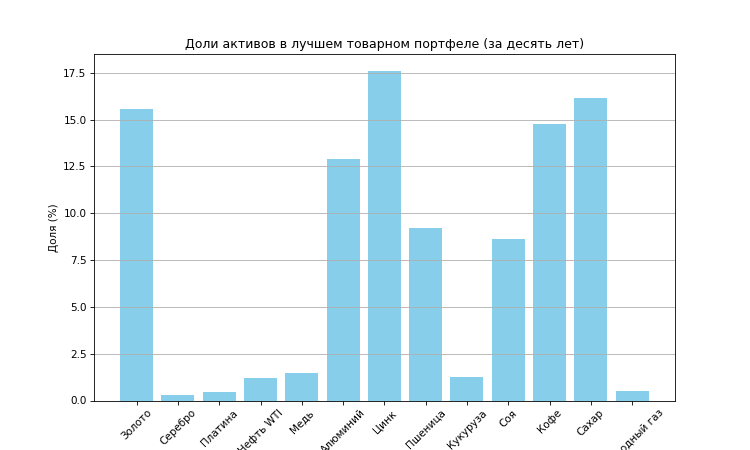 Доли активов в лучшем товарном портфеле (за десять лет)
Доля (%)
17.5
15.0
12.5
10.0
7.5
5.0
2.5
0.0
Золото
Серебро
Платина
Нефть WTI
Медь
Алюминий
Цинк
Пшеница
Кукуруза
Соя
Кофе
Сахар
одный газ